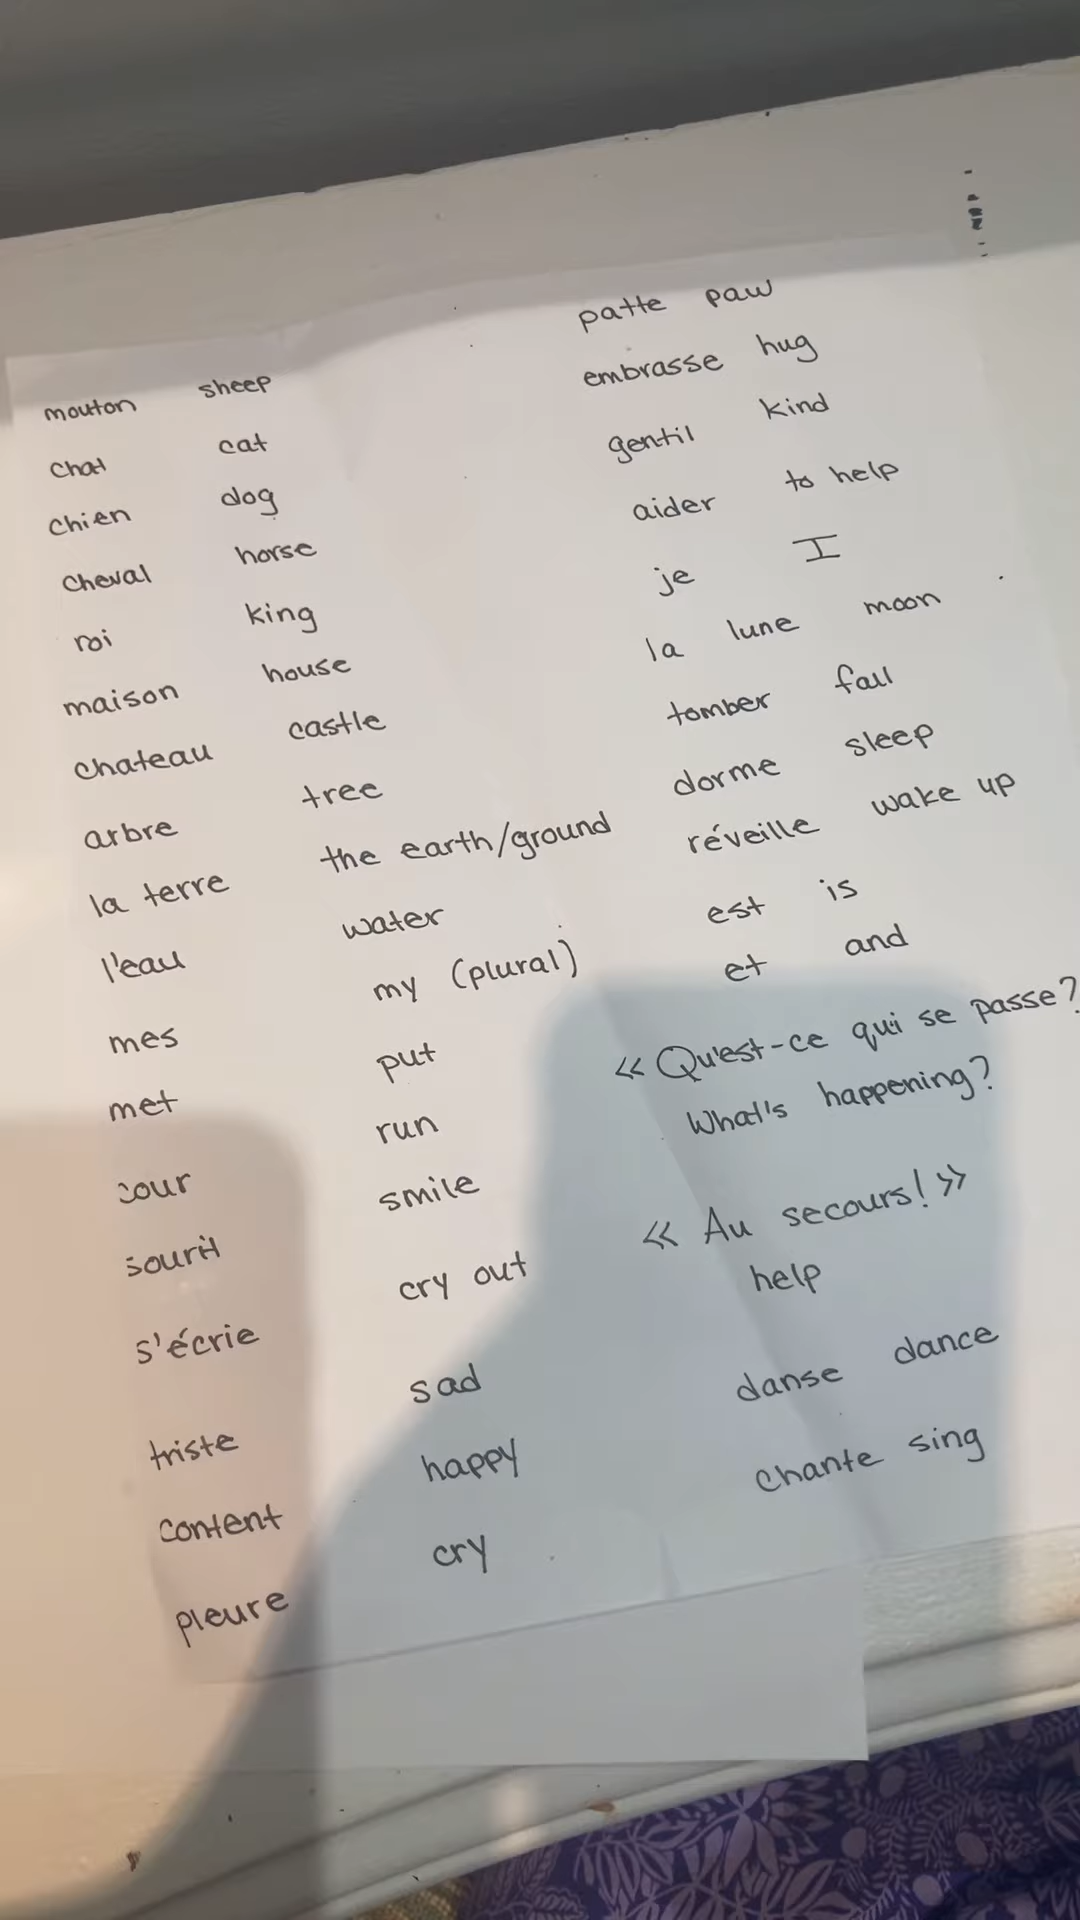 mouton sheep
chat cat
chien dog
cheval horse
roi king
maison house
chateau castle
arbre tree
la terre the earth/ground
l'eau water
mes my (plural)
met put
cour run
sourit smile
s'écrie cry out
triste sad
content happy
pleure cry
patte paw
embrasse hug
gentil kind
aider to help
je I
la lune moon
tomber fall
dorme sleep
réveille wake up
est is
et and
<< Qu'est-ce qui se passe?
What's happening?
<< Au secours! >>
help
danse dance
chante sing